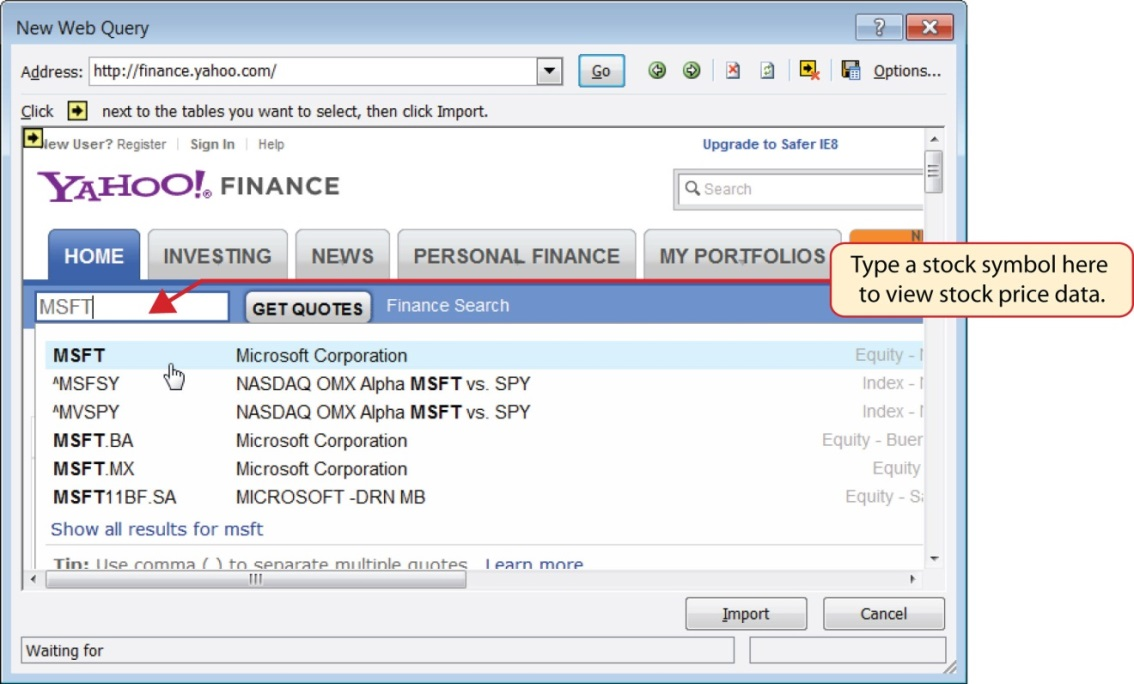 New Web Query
Address: http://finance.yahoo.com/ Go Options...
Click next to the tables you want to select, then click Import.
New User? Register | Sign In | Help Upgrade to Safer IE8
YAHOO!® FINANCE Search
HOME INVESTING NEWS PERSONAL FINANCE MY PORTFOLIOS
Type a stock symbol here
to view stock price data.
MSFT GET QUOTES Finance Search
MSFT Microsoft Corporation Equity -
^MSFSY NASDAQ OMX Alpha MSFT vs. SPY Index -
^MVSPY NASDAQ OMX Alpha MSFT vs. SPY Index -
MSFT.BA Microsoft Corporation Equity - Buer
MSFT.MX Microsoft Corporation Equity
MSFT11BF.SA MICROSOFT -DRN MB Equity - Sa
Show all results for msft
Tip: Use comma (,) to separate multiple quotes. Learn more
Import Cancel
Waiting for